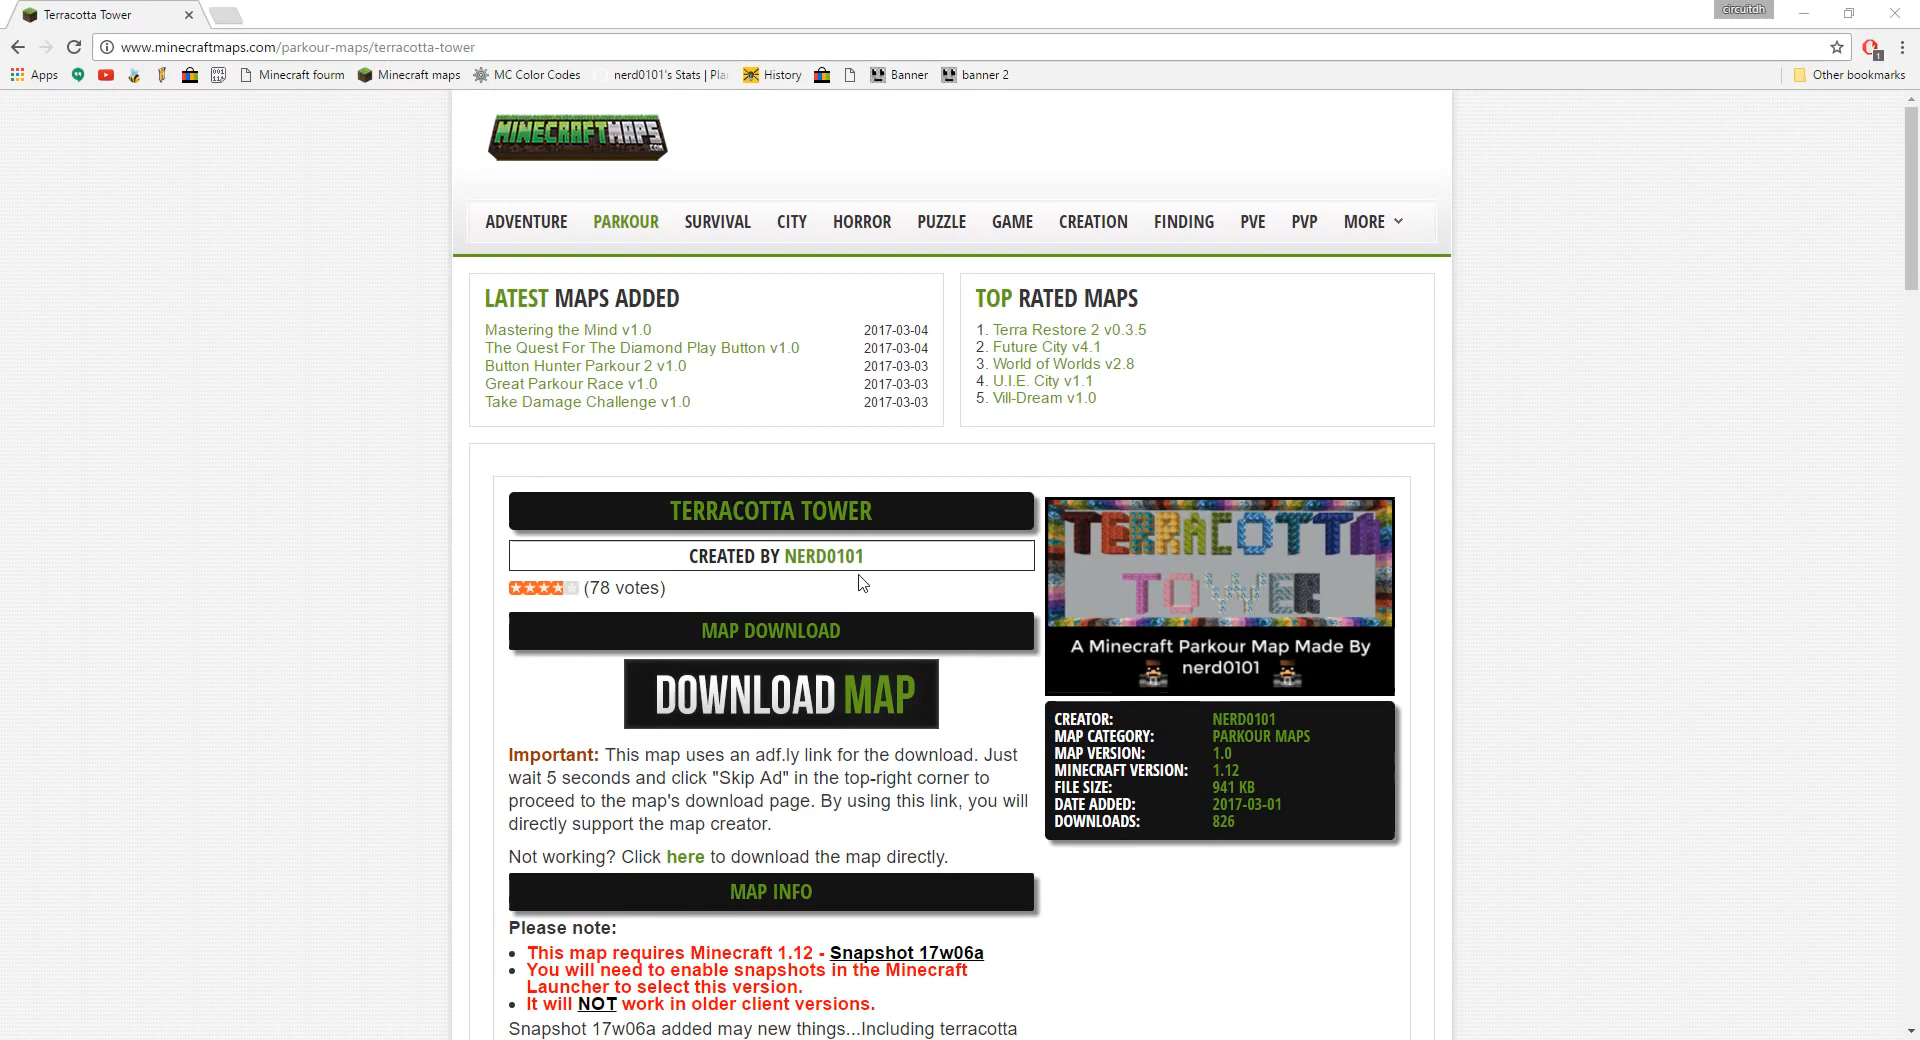 Terracotta Tower
circuitdh
www.minecraftmaps.com/parkour-maps/terracotta-tower
Apps
Minecraft fourm
Minecraft maps
MC Color Codes
nerd0101's Stats | Pla
History
Banner
banner 2
Other bookmarks
MINECRAFTMAPS
.COM
ADVENTURE PARKOUR SURVIVAL CITY HORROR PUZZLE GAME CREATION FINDING PVE PVP MORE
LATEST MAPS ADDED
Mastering the Mind v1.0 2017-03-04
The Quest For The Diamond Play Button v1.0 2017-03-04
Button Hunter Parkour 2 v1.0 2017-03-03
Great Parkour Race v1.0 2017-03-03
Take Damage Challenge v1.0 2017-03-03
TOP RATED MAPS
1. Terra Restore 2 v0.3.5
2. Future City v4.1
3. World of Worlds v2.8
4. U.I.E. City v1.1
5. Vill-Dream v1.0
TERRACOTTA TOWER
CREATED BY NERD0101
(78 votes)
MAP DOWNLOAD
DOWNLOAD MAP
Important: This map uses an adf.ly link for the download. Just
wait 5 seconds and click "Skip Ad" in the top-right corner to
proceed to the map's download page. By using this link, you will
directly support the map creator.
Not working? Click here to download the map directly.
MAP INFO
Please note:
This map requires Minecraft 1.12 - Snapshot 17w06a
You will need to enable snapshots in the Minecraft
Launcher to select this version.
It will NOT work in older client versions.
Snapshot 17w06a added may new things...Including terracotta
TERRACOTTA
TOWER
A Minecraft Parkour Map Made By
nerd0101
CREATOR: NERD0101
MAP CATEGORY: PARKOUR MAPS
MAP VERSION: 1.0
MINECRAFT VERSION: 1.12
FILE SIZE: 941 KB
DATE ADDED: 2017-03-01
DOWNLOADS: 826